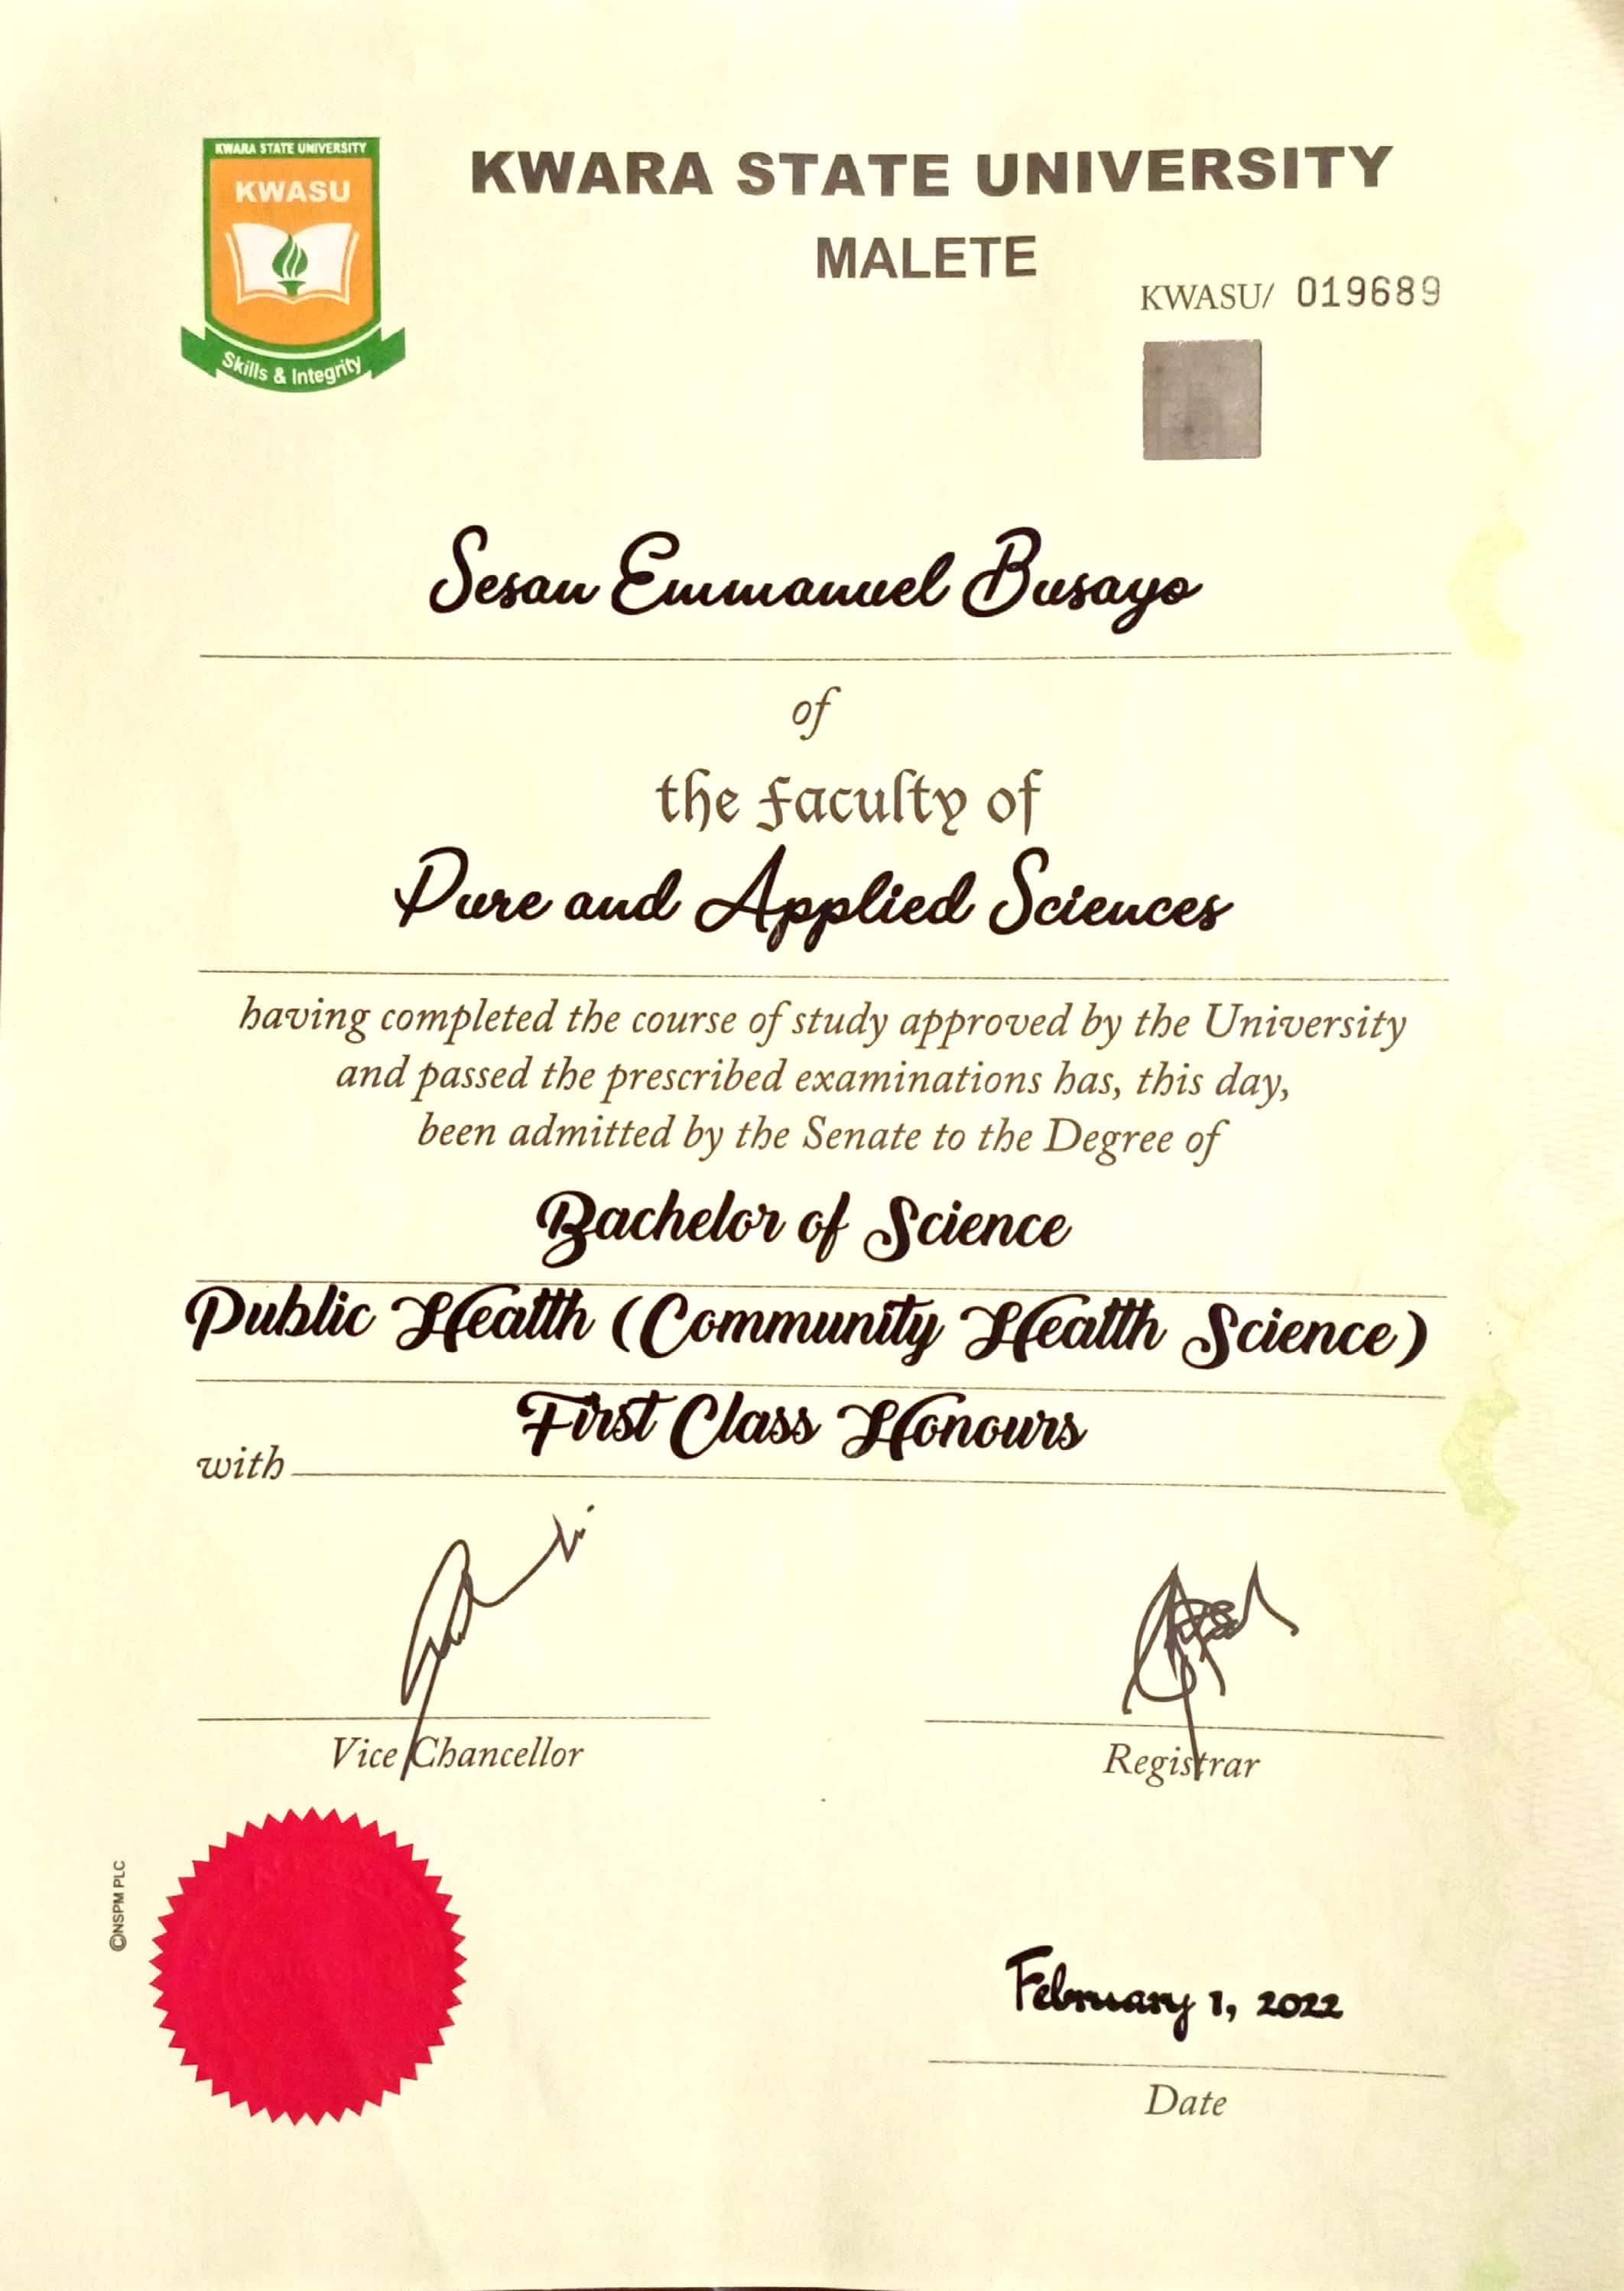 KWARA STATE UNIVERSITY
KWASU
Skills & Integrity
KWARA STATE UNIVERSITY
MALETE
KWASU/ 019689
Sesan Emmanuel Busayo
of
the Faculty of
Pure and Applied Sciences
having completed the course of study approved by the University
and passed the prescribed examinations has, this day,
been admitted by the Senate to the Degree of
Bachelor of Science
Public Health (Community Health Science)
First Class Honours
with
Vice Chancellor
Registrar
©NSPM PLC
February 1, 2022
Date